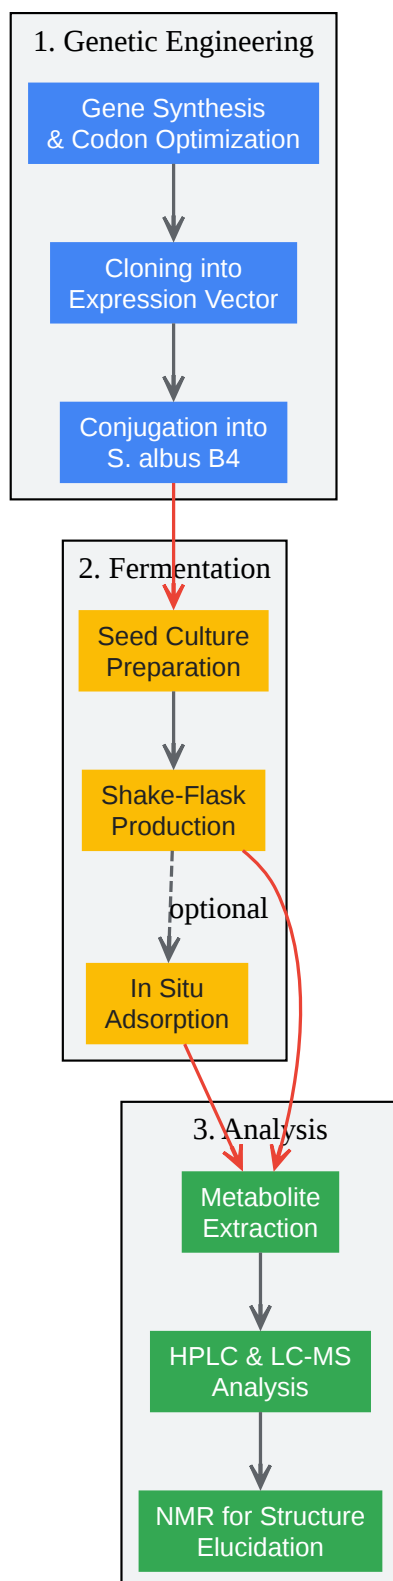 1. Genetic Engineering
Gene Synthesis
& Codon Optimization
Cloning into
Expression Vector
Conjugation into
S. albus B4
2. Fermentation
Seed Culture
Preparation
Shake-Flask
Production
optional
In Situ
Adsorption
3. Analysis
Metabolite
Extraction
HPLC & LC-MS
Analysis
NMR for Structure
Elucidation